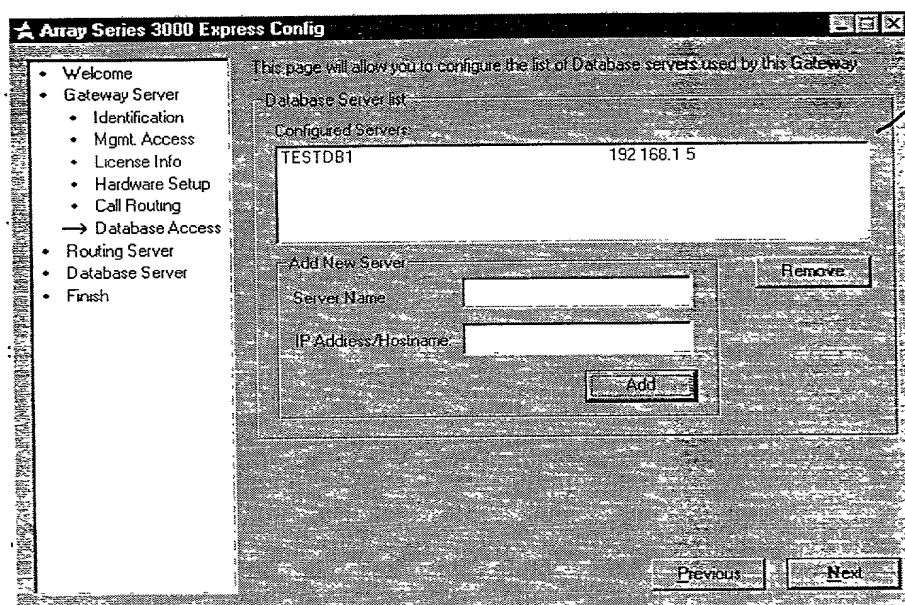 Array Series 3000 Express Config
Welcome
Gateway Server
Identification
Mgmt. Access
License Info
Hardware Setup
Call Routing
Database Access
Routing Server
Database Server
Finish
This page will allow you to configure the list of Database servers used by this Gateway
Database Server list
Configured Servers:
TESTDB1 192.168.1.5
Add New Server
Server Name
IP Address/Hostname:
Add
Remove
Previous
Next